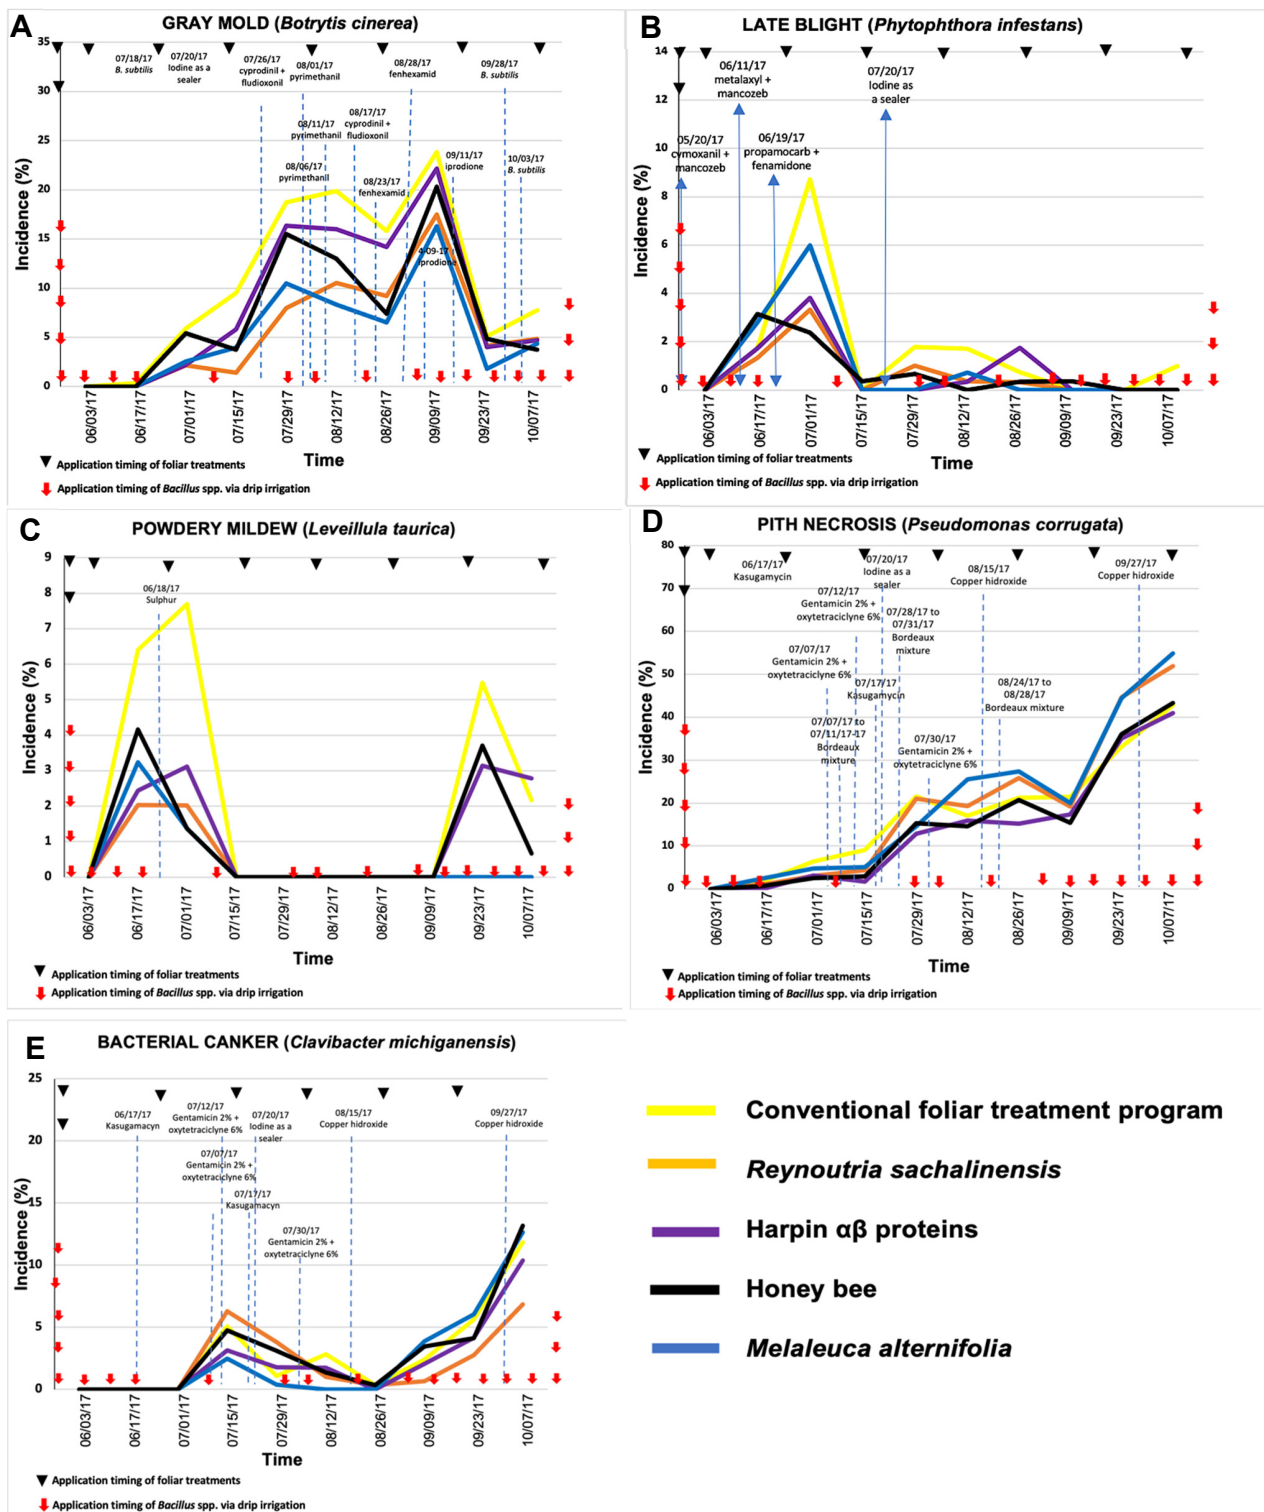 A
GRAY MOLD (Botrytis cinerea)
35
30
25
20
15
10
5
0
Incidence (%)
07/18/17
B. subtilis
07/20/17
Iodine as a
sealer
07/26/17
cyprodinil +
fludioxonil
08/01/17
pyrimethanil
08/28/17
fenhexamid
09/28/17
B. subtilis
08/11/17
pyrimethanil
08/17/17
cyprodinil +
fludioxonil
08/06/17
pyrimethanil
08/23/17
fenhexamid
09/11/17
iprodione
10/03/17
B. subtilis
4-09-17
iprodione
06/03/17
06/17/17
07/01/17
07/15/17
07/29/17
08/12/17
08/26/17
09/09/17
09/23/17
10/07/17
Time
Application timing of foliar treatments
Application timing of Bacillus spp. via drip irrigation
B
LATE BLIGHT (Phytophthora infestans)
14
12
10
8
6
4
2
0
Incidence (%)
06/11/17
metalaxyl +
mancozeb
07/20/17
Iodine as
a sealer
05/20/17
cymoxanil +
mancozeb
06/19/17
propamocarb +
fenamidone
06/03/17
06/17/17
07/01/17
07/15/17
07/29/17
08/12/17
08/26/17
09/09/17
09/23/17
10/07/17
Time
Application timing of foliar treatments
Application timing of Bacillus spp. via drip irrigation
C
POWDERY MILDEW (Leveillula taurica)
9
8
7
6
5
4
3
2
1
0
Incidence (%)
06/18/17
Sulphur
06/03/17
06/17/17
07/01/17
07/15/17
07/29/17
08/12/17
08/26/17
09/09/17
09/23/17
10/07/17
Time
Application timing of foliar treatments
Application timing of Bacillus spp. via drip irrigation
D
PITH NECROSIS (Pseudomonas corrugata)
80
70
60
50
40
30
20
10
0
Incidence (%)
06/17/17
Kasugamycin
07/20/17
Iodine as a
sealer
08/15/17
Copper hidroxide
09/27/17
Copper hidroxide
07/12/17
Gentamicin 2% +
oxytetraciclyne 6%
07/28/17 to
07/31/17
Bordeaux
mixture
07/07/17
Gentamicin 2% +
oxytetraciclyne 6%
07/17/17
Kasugamycin
08/24/17 to
08/28/17
Bordeaux mixture
07/07/17 to
07/11/17-17
Bordeaux
mixture
07/30/17
Gentamicin 2% +
oxytetraciclyne 6%
06/03/17
06/17/17
07/01/17
07/15/17
07/29/17
08/12/17
08/26/17
09/09/17
09/23/17
10/07/17
Time
Application timing of foliar treatments
Application timing of Bacillus spp. via drip irrigation
E
BACTERIAL CANKER (Clavibacter michiganensis)
25
20
15
10
5
0
Incidence (%)
06/17/17
Kasugamacyn
07/12/17
Gentamicin 2% +
oxytetraciclyne 6%
07/20/17
Iodine as a
sealer
08/15/17
Copper hidroxide
09/27/17
Copper hidroxide
07/07/17
Gentamicin 2% +
oxytetraciclyne 6%
07/17/17
Kasugamacyn
07/30/17
Gentamicin 2% +
oxytetraciclyne 6%
06/03/17
06/17/17
07/01/17
07/15/17
07/29/17
08/12/17
08/26/17
09/09/17
09/23/17
10/07/17
Time
Application timing of foliar treatments
Application timing of Bacillus spp. via drip irrigation
Conventional foliar treatment program
Reynoutria sachalinensis
Harpin αβ proteins
Honey bee
Melaleuca alternifolia